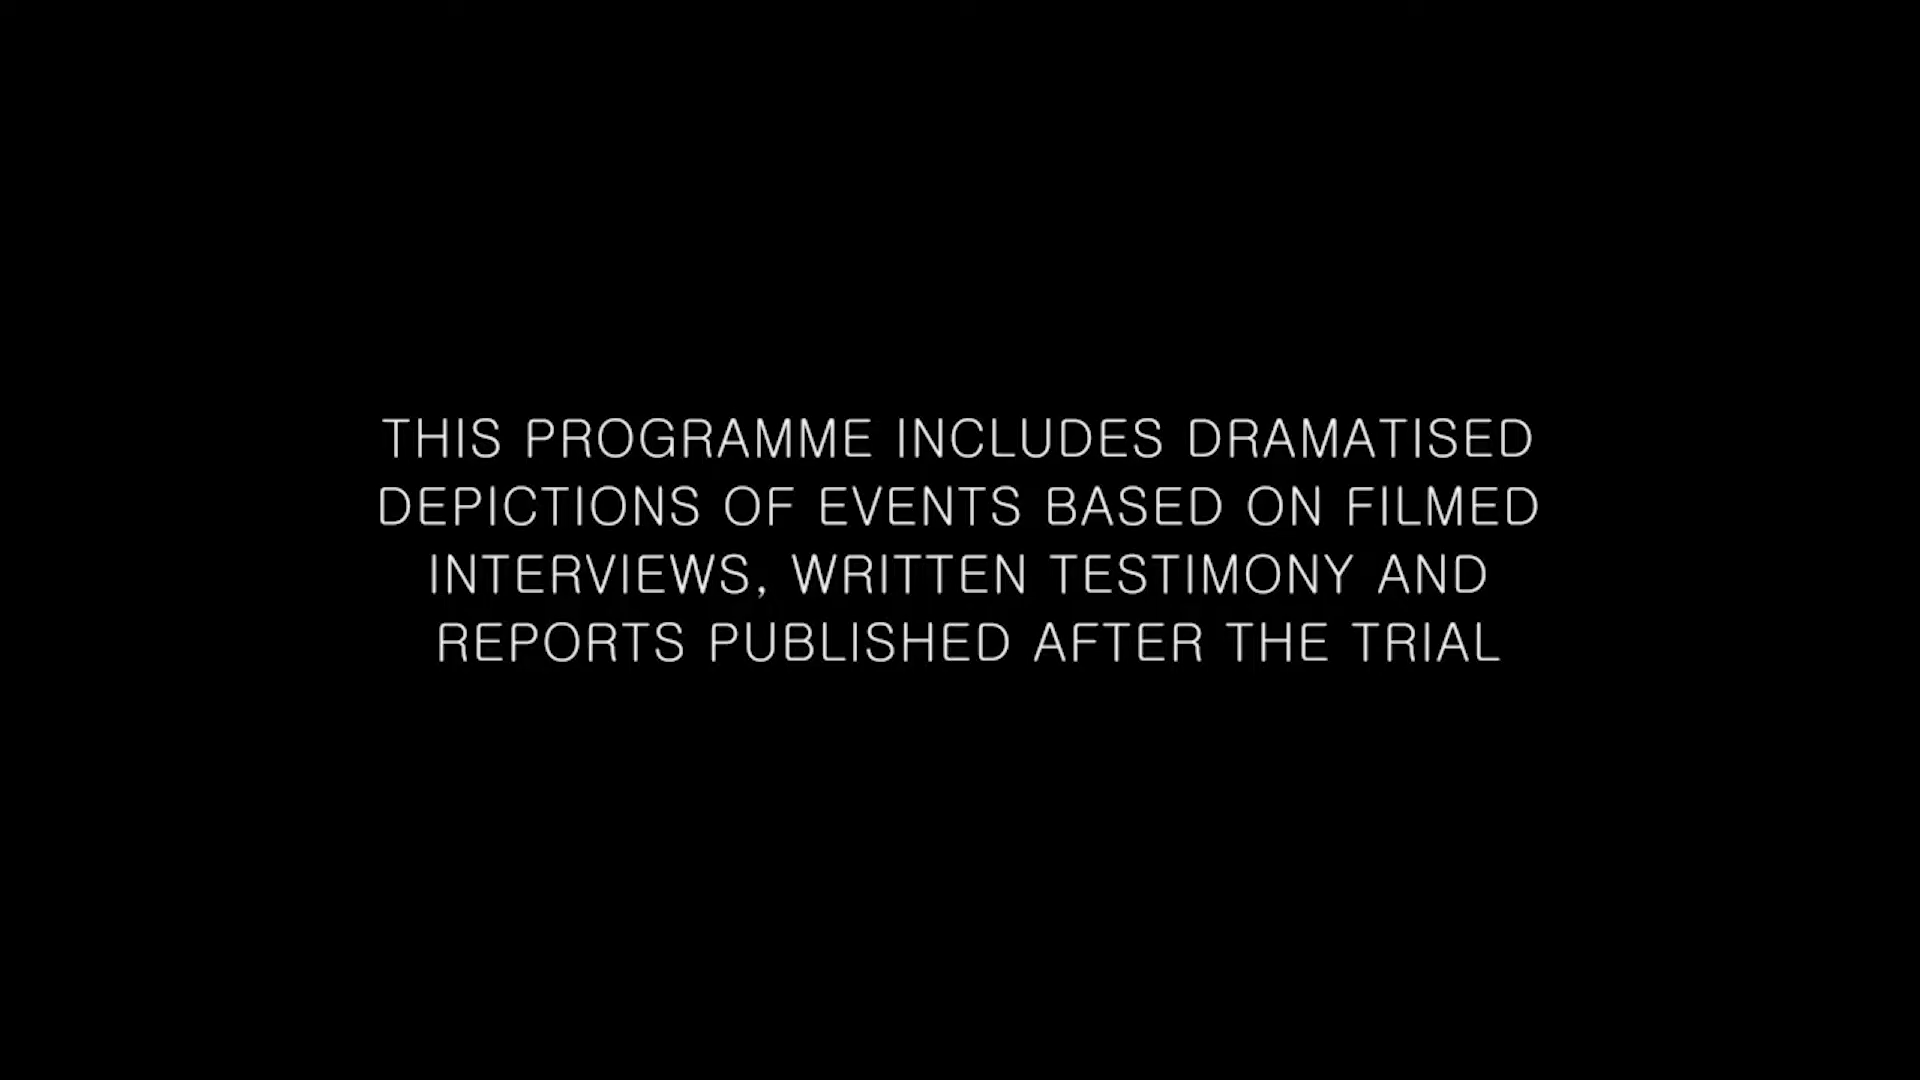 THIS PROGRAMME INCLUDES DRAMATISED
DEPICTIONS OF EVENTS BASED ON FILMED
INTERVIEWS, WRITTEN TESTIMONY AND
REPORTS PUBLISHED AFTER THE TRIAL